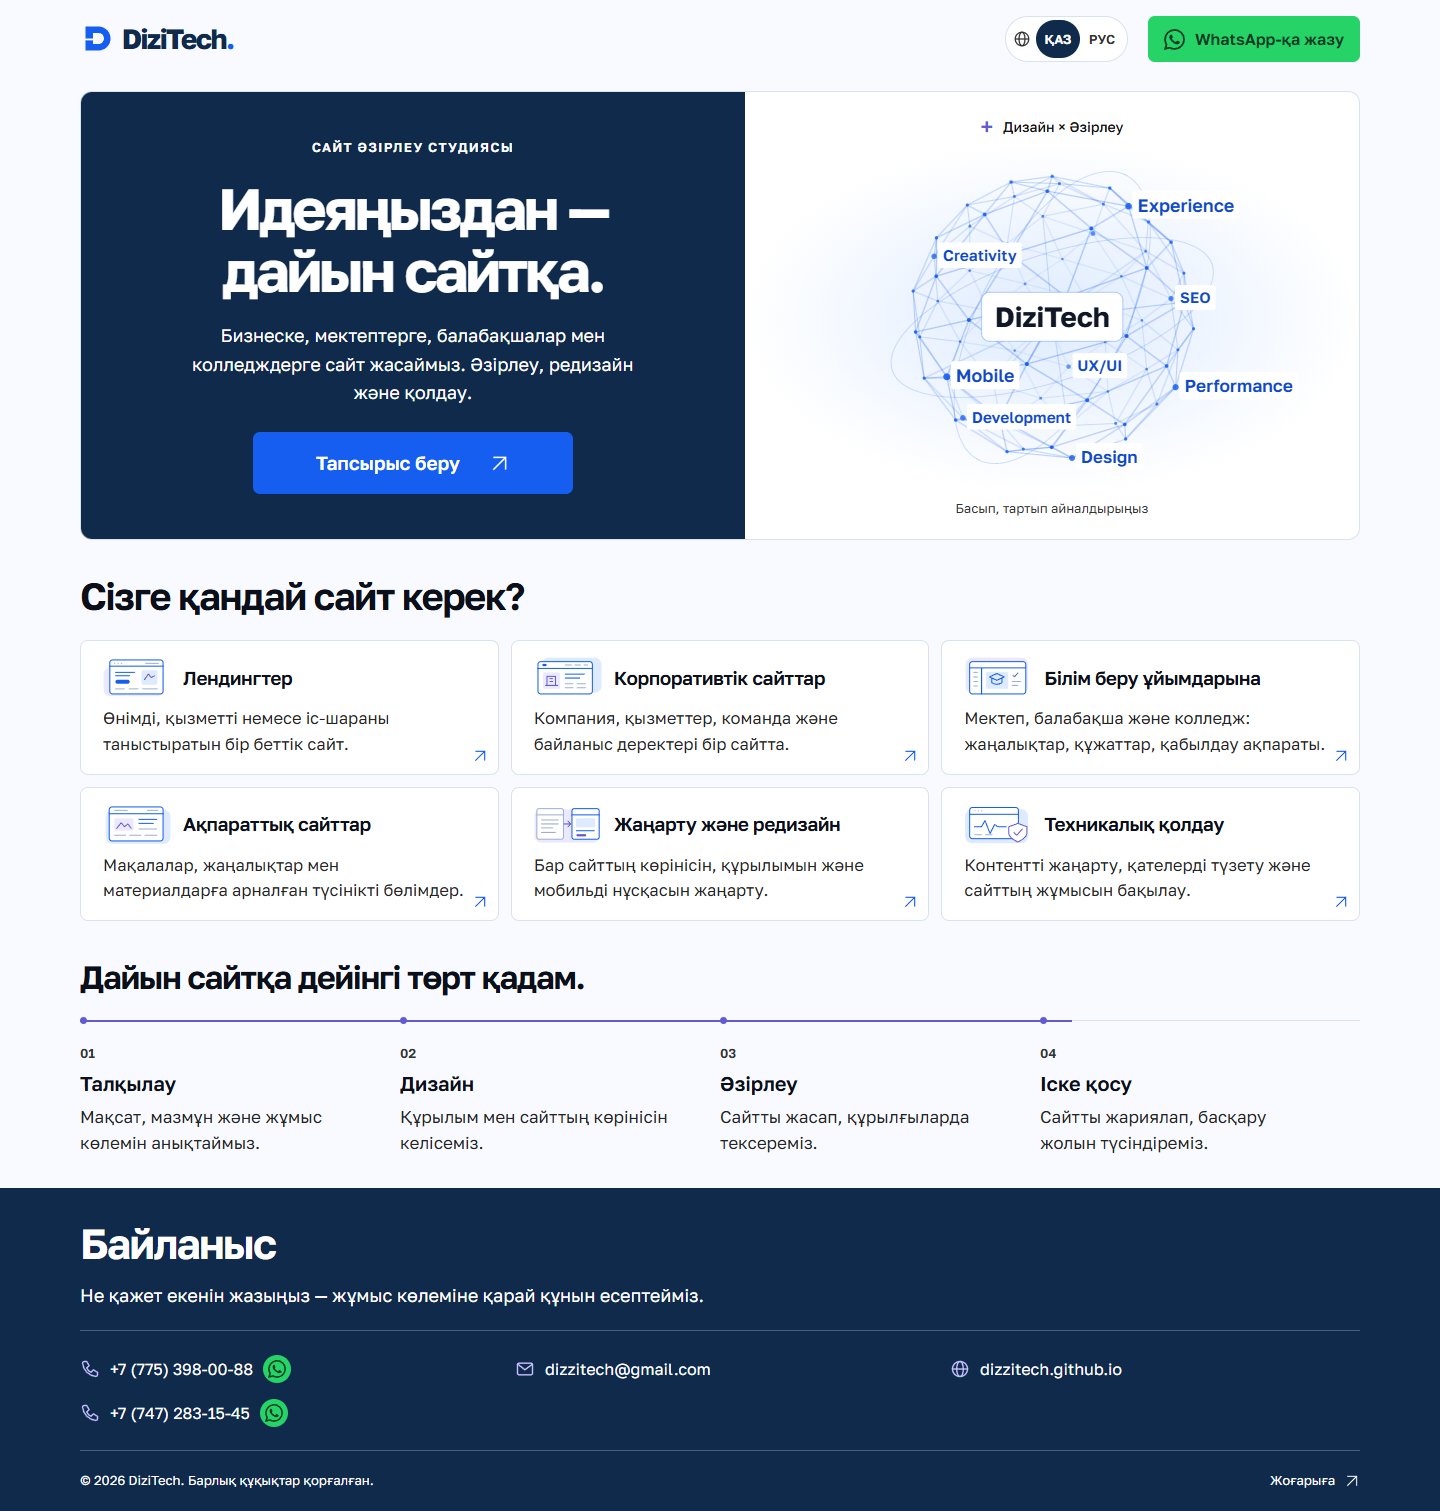 DiziTech.
ҚАЗ РУС
WhatsApp-қа жазу
САЙТ ӘЗІРЛЕУ СТУДИЯСЫ
Идеяңыздан —
дайын сайтқа.
Бизнеске, мектептерге, балабақшалар мен
колледждерге сайт жасаймыз. Әзірлеу, редизайн
және қолдау.
Тапсырыс беру
Дизайн × Әзірлеу
Experience
Creativity
SEO
DiziTech
UX/UI
Mobile
Performance
Development
Design
Басып, тартып айналдырыңыз
Сізге қандай сайт керек?
Лендингтер
Өнімді, қызметті немесе іс-шараны
таныстыратын бір беттік сайт.
Корпоративтік сайттар
Компания, қызметтер, команда және
байланыс деректері бір сайтта.
Білім беру ұйымдарына
Мектеп, балабақша және колледж:
жаңалықтар, құжаттар, қабылдау ақпараты.
Ақпараттық сайттар
Мақалалар, жаңалықтар мен
материалдарға арналған түсінікті бөлімдер.
Жаңарту және редизайн
Бар сайттың көрінісін, құрылымын және
мобильді нұсқасын жаңарту.
Техникалық қолдау
Контентті жаңарту, қателерді түзету және
сайттың жұмысын бақылау.
Дайын сайтқа дейінгі төрт қадам.
01
Талқылау
Мақсат, мазмұн және жұмыс
көлемін анықтаймыз.
02
Дизайн
Құрылым мен сайттың көрінісін
келісеміз.
03
Әзірлеу
Сайтты жасап, құрылғыларда
тексереміз.
04
Іске қосу
Сайтты жариялап, басқару
жолын түсіндіреміз.
Байланыс
Не қажет екенін жазыңыз — жұмыс көлеміне қарай құнын есептейміз.
+7 (775) 398-00-88
+7 (747) 283-15-45
dizzitech@gmail.com
dizzitech.github.io
© 2026 DiziTech. Барлық құқықтар қорғалған.
Жоғарыға